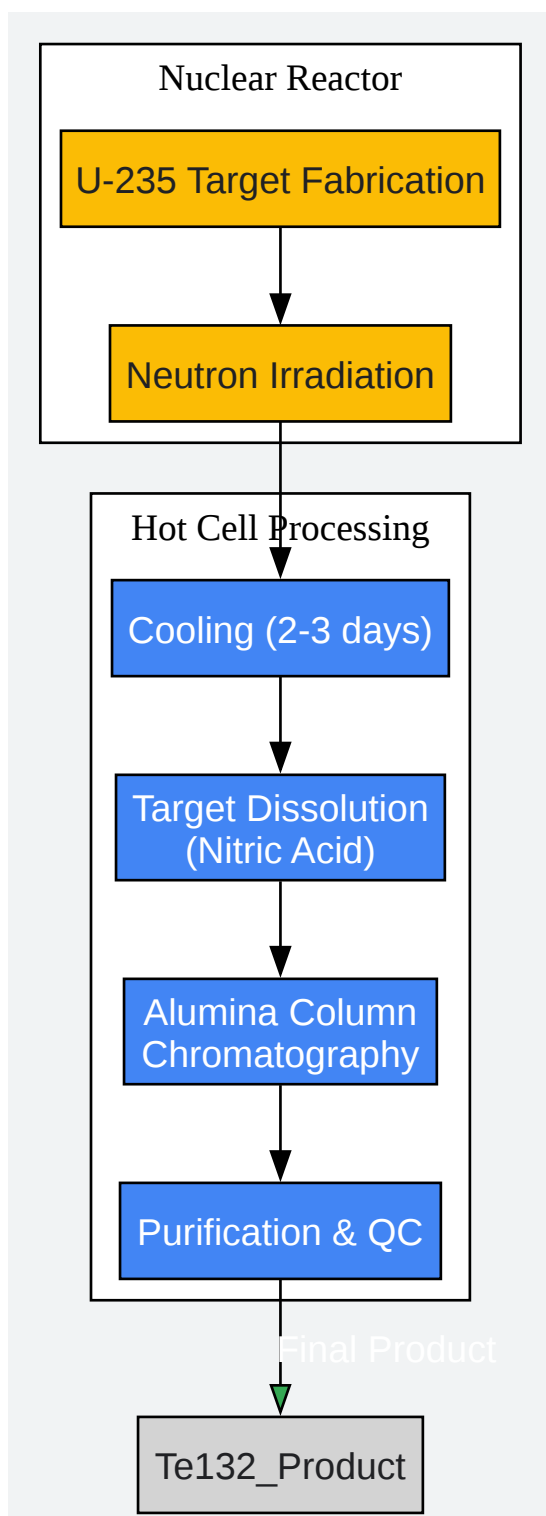 Nuclear Reactor
U-235 Target Fabrication
Neutron Irradiation
Hot Cell Processing
Cooling (2-3 days)
Target Dissolution
(Nitric Acid)
Alumina Column
Chromatography
Purification & QC
Final Product
Te132_Product